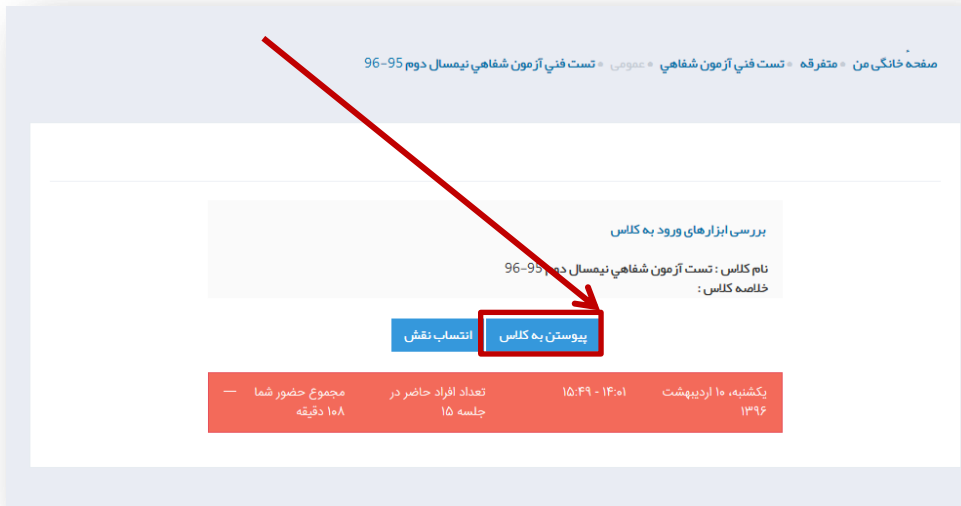 صفحه خانگی من • متفرقه • تست فني آزمون شفاهي • عمومی • تست فني آزمون شفاهي نيمسال دوم 95-96
بررسی ابزارهای ورود به کلاس
نام کلاس : تست آزمون شفاهي نيمسال دوم 95-96
خلاصه کلاس :
پیوستن به کلاس
انتساب نقش
یکشنبه، ۱۰ اردیبهشت ۱۴:۰۱ - ۱۵:۴۹ تعداد افراد حاضر در مجموع حضور شما —
۱۳۹۶ جلسه ۱۵ ۱۰۸ دقیقه